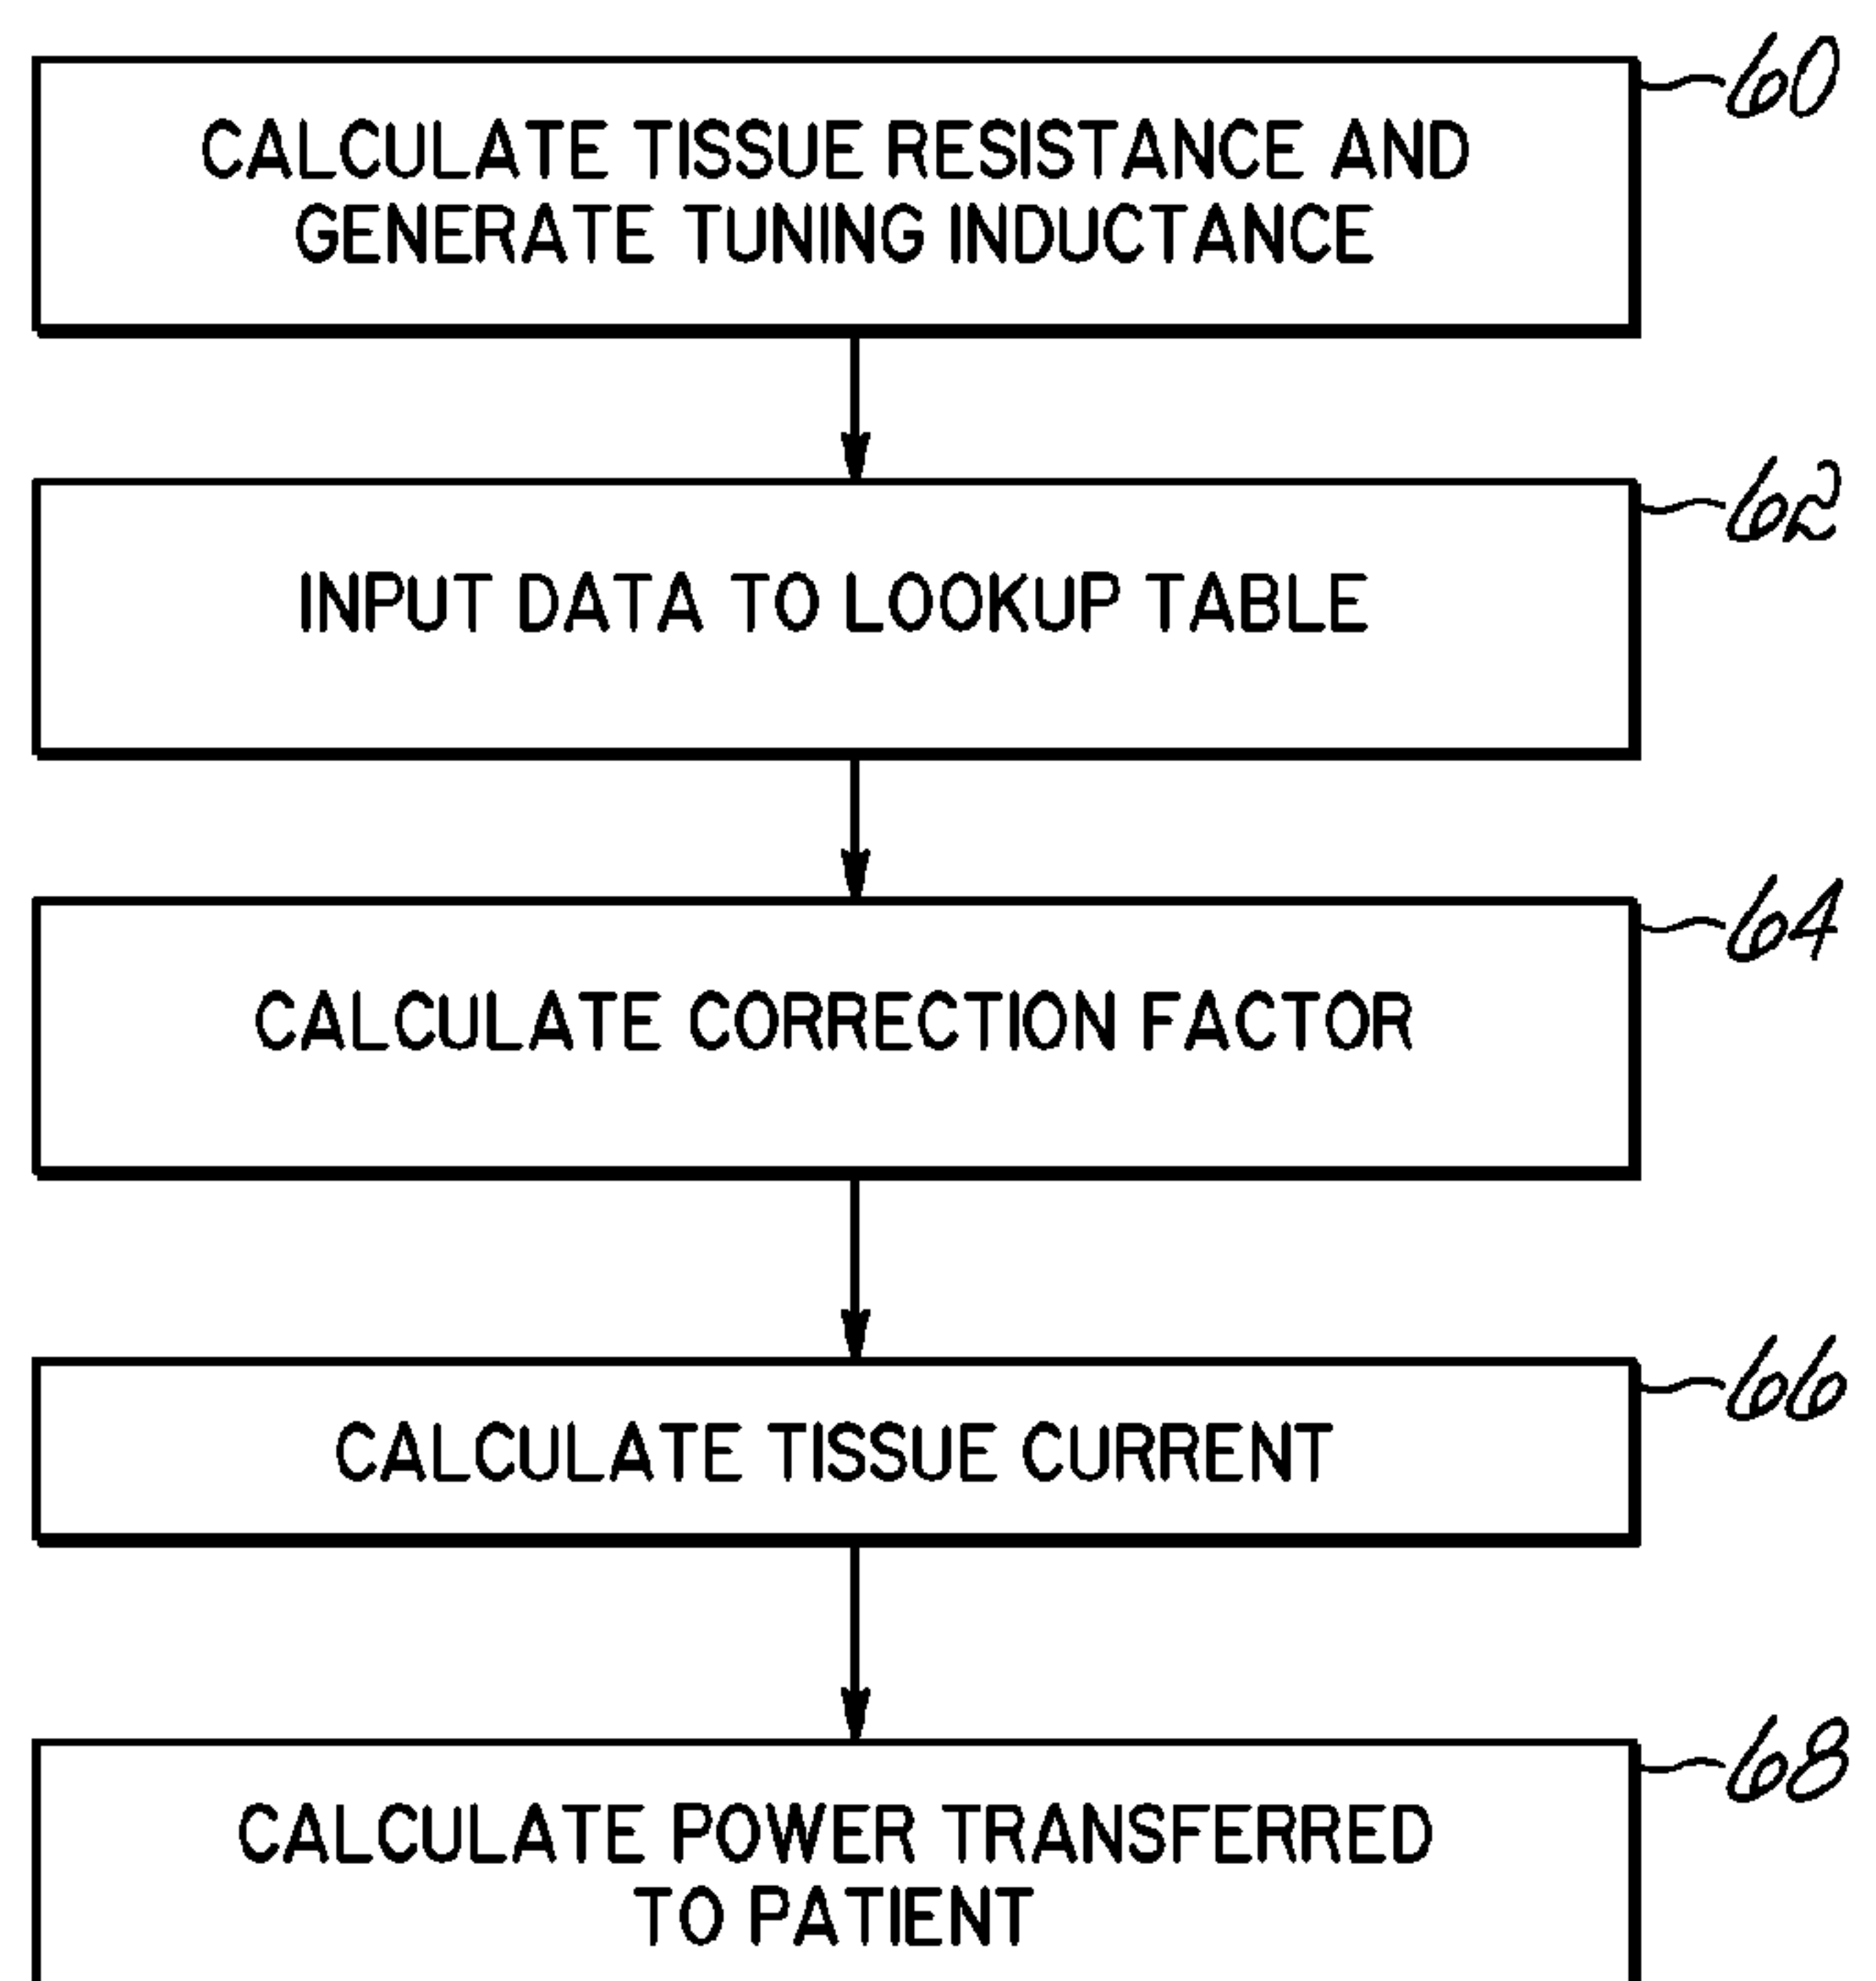 60
CALCULATE TISSUE RESISTANCE AND
GENERATE TUNING INDUCTANCE
62
INPUT DATA TO LOOKUP TABLE
64
CALCULATE CORRECTION FACTOR
66
CALCULATE TISSUE CURRENT
68
CALCULATE POWER TRANSFERRED
TO PATIENT